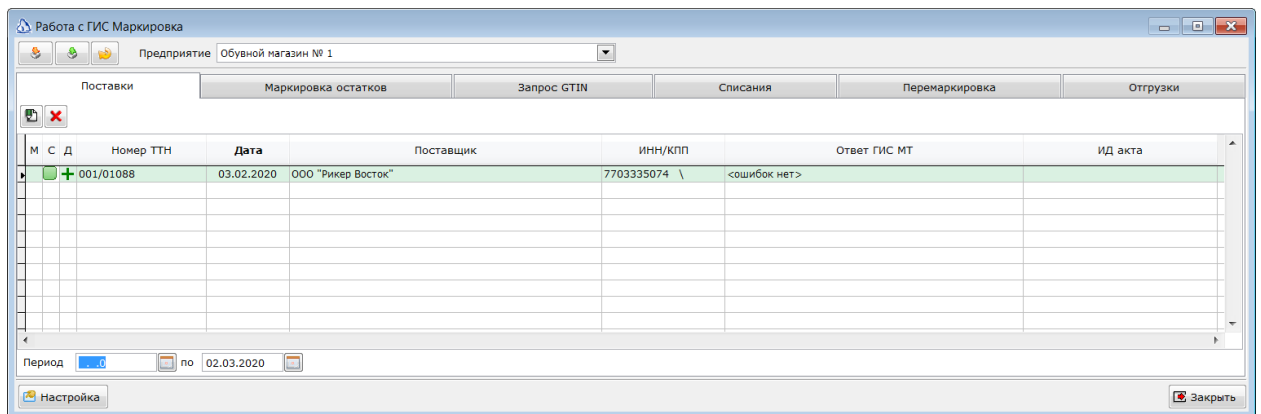 Работа с ГИС Маркировка
Предприятие Обувной магазин № 1
Поставки Маркировка остатков Запрос GTIN Списания Перемаркировка Отгрузки
М С Д Номер ТТН Дата Поставщик ИНН/КПП Ответ ГИС МТ ИД акта
001/01088 03.02.2020 ООО "Рикер Восток" 7703335074 \ <ошибок нет>
Период . .0 по 02.03.2020
Настройка Закрыть